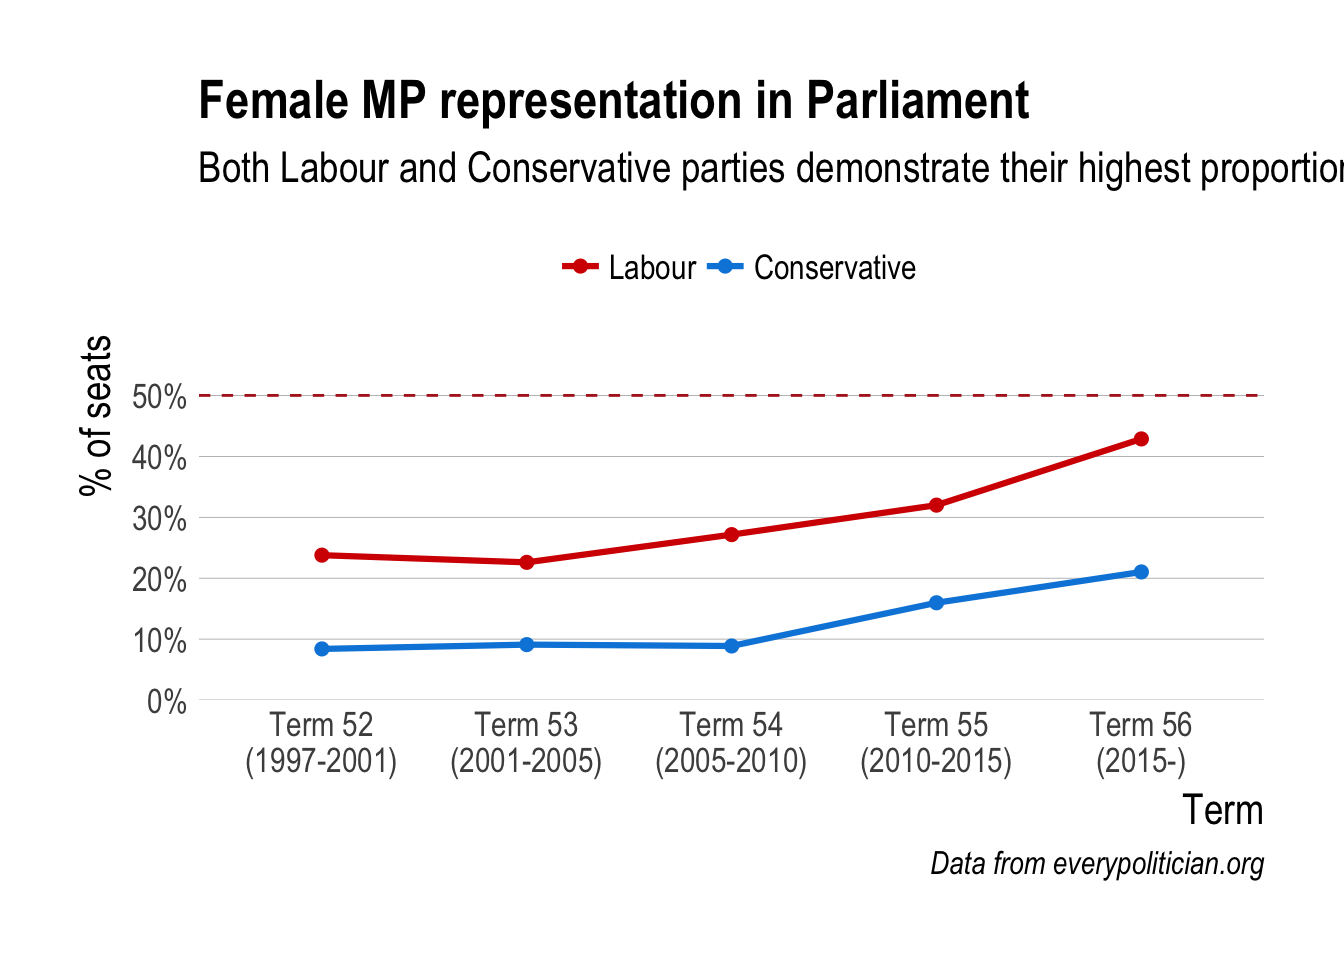 Female MP representation in Parliament
Both Labour and Conservative parties demonstrate their highest proportion
Labour Conservative
% of seats
50%
40%
30%
20%
10%
0%
Term 52 Term 53 Term 54 Term 55 Term 56
(1997-2001) (2001-2005) (2005-2010) (2010-2015) (2015-)
Term
Data from everypolitician.org